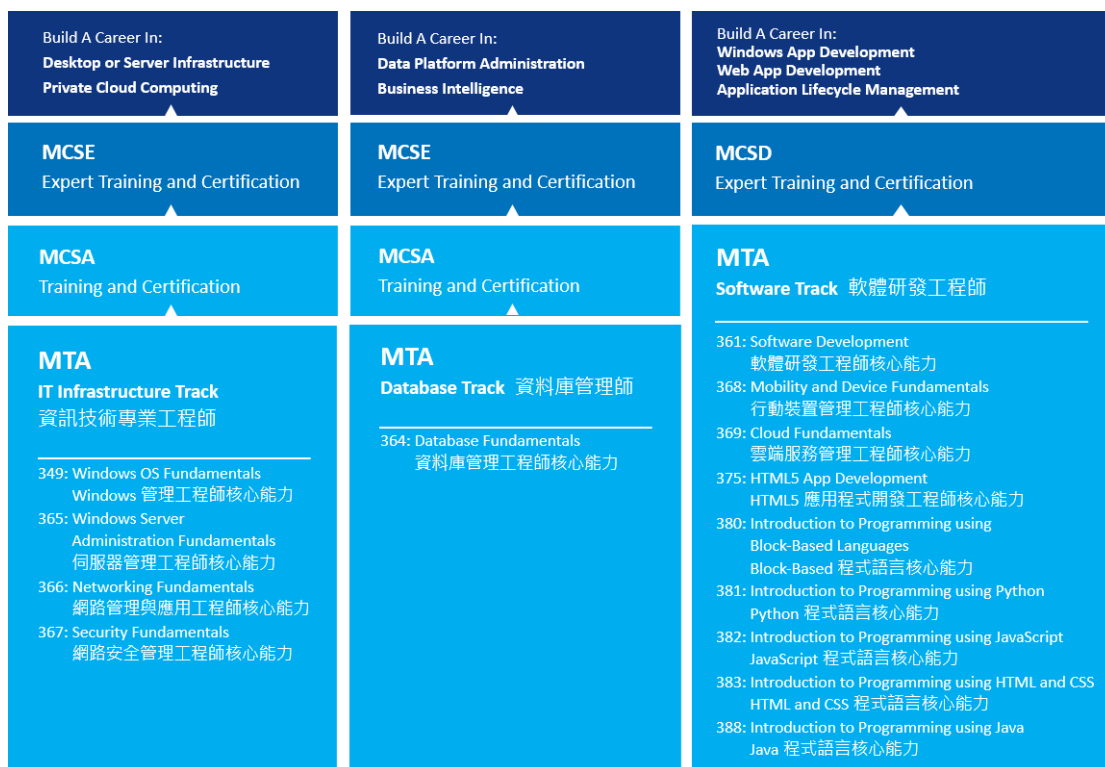 Build A Career In:
Desktop or Server Infrastructure
Private Cloud Computing
MCSE
Expert Training and Certification
MCSA
Training and Certification
MTA
IT Infrastructure Track
資訊技術專業工程師
349: Windows OS Fundamentals
Windows 管理工程師核心能力
365: Windows Server
Administration Fundamentals
伺服器管理工程師核心能力
366: Networking Fundamentals
網路管理與應用工程師核心能力
367: Security Fundamentals
網路安全管理工程師核心能力
Build A Career In:
Data Platform Administration
Business Intelligence
MCSE
Expert Training and Certification
MCSA
Training and Certification
MTA
Database Track 資料庫管理師
364: Database Fundamentals
資料庫管理工程師核心能力
Build A Career In:
Windows App Development
Web App Development
Application Lifecycle Management
MCSD
Expert Training and Certification
MTA
Software Track 軟體研發工程師
361: Software Development
軟體研發工程師核心能力
368: Mobility and Device Fundamentals
行動裝置管理工程師核心能力
369: Cloud Fundamentals
雲端服務管理工程師核心能力
375: HTML5 App Development
HTML5 應用程式開發工程師核心能力
380: Introduction to Programming using
Block-Based Languages
Block-Based 程式語言核心能力
381: Introduction to Programming using Python
Python 程式語言核心能力
382: Introduction to Programming using JavaScript
JavaScript 程式語言核心能力
383: Introduction to Programming using HTML and CSS
HTML and CSS 程式語言核心能力
388: Introduction to Programming using Java
Java 程式語言核心能力